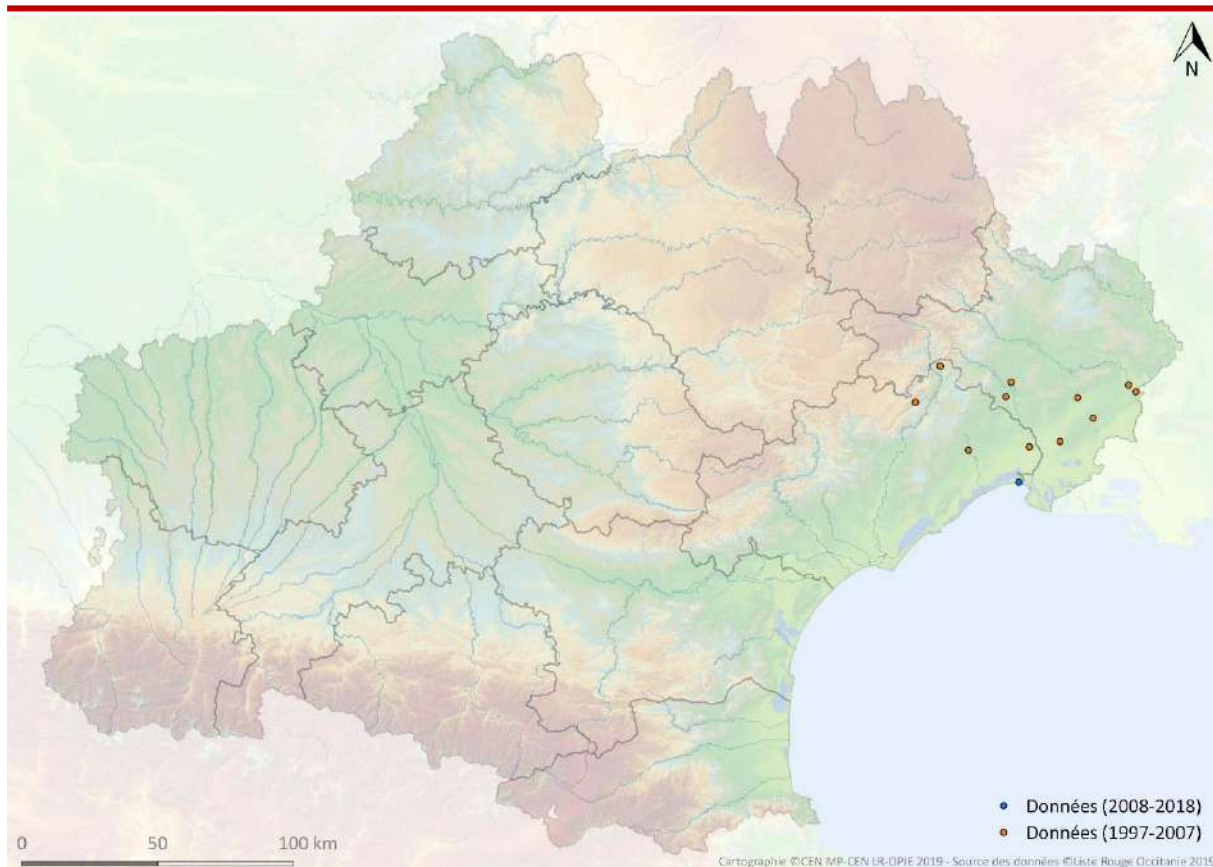 N
Données (2008-2018)
Données (1997-2007)
0 50 100 km
Cartographie ©CEN MP-CEN LR-OPIE 2019 - Source des données ©Liste Rouge Occitanie 2019